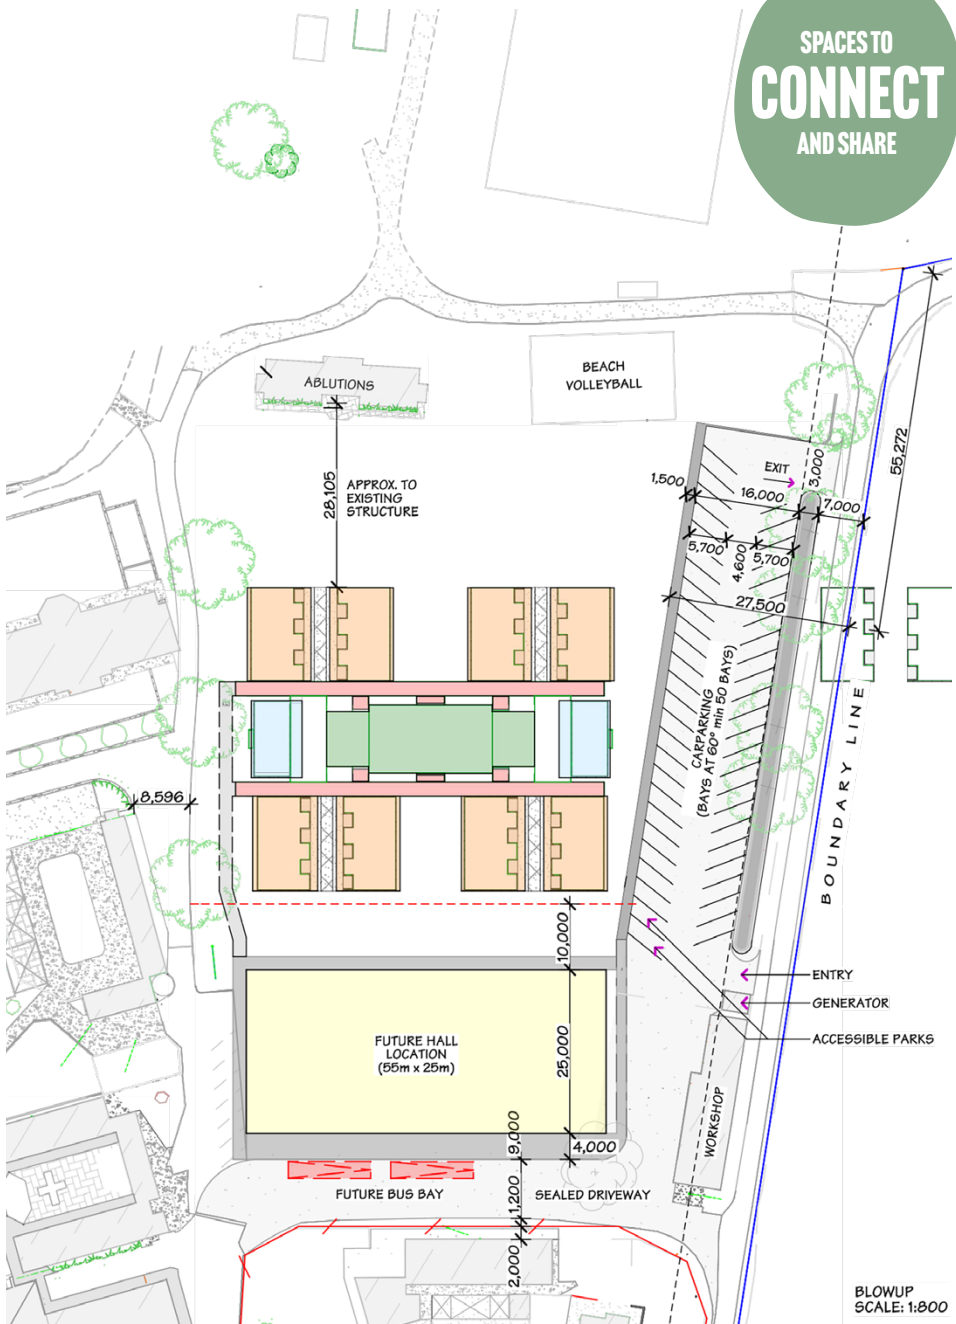 SPACES TO
CONNECT
AND SHARE
BEACH
VOLLEYBALL
ABLUTIONS
28,105
APPROX. TO
EXISTING
STRUCTURE
55,272
EXIT
3,000
1,500
16,000
7,000
5,700
4,600
5,700
27,500
CARPARKING
(BAYS AT 60° min 50 BAYS)
BOUNDARY LINE
8,596
10,000
ENTRY
GENERATOR
ACCESSIBLE PARKS
FUTURE HALL
LOCATION
(55m x 25m)
25,000
WORKSHOP
9,000
4,000
1,200
FUTURE BUS BAY
SEALED DRIVEWAY
2,000
BLOWUP
SCALE: 1:800